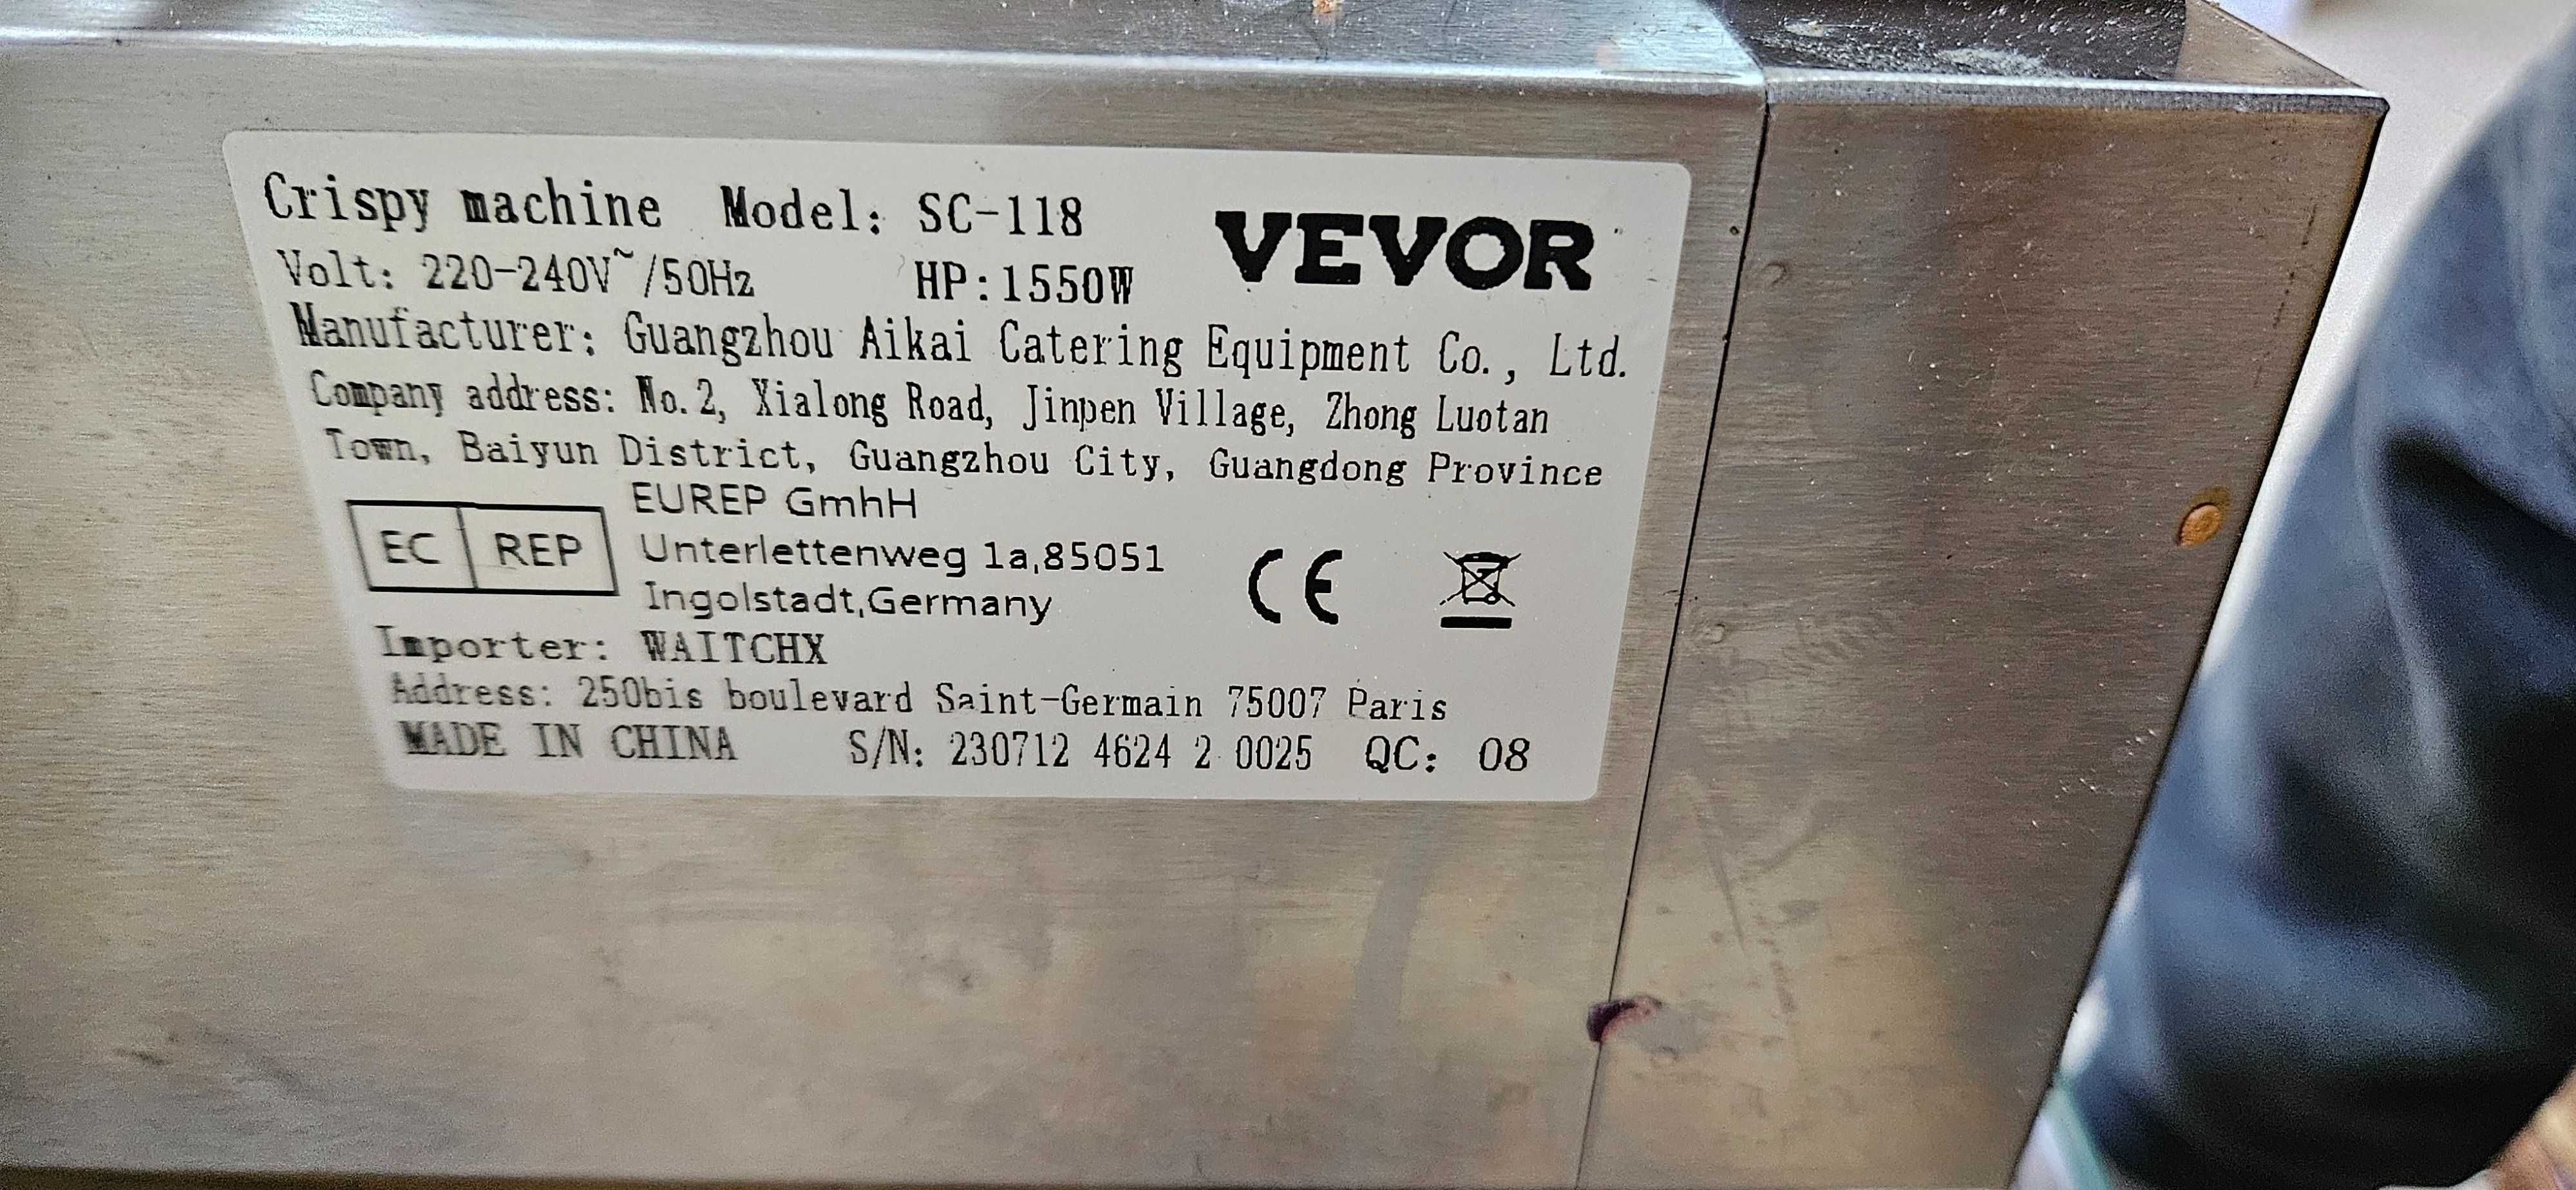 Crispy machine Model: SC-118
VEVOR
Volt: 220-240V~/50Hz HP:1550W
Manufacturer: Guangzhou Aikai Catering Equipment Co., Ltd.
Company address: No.2, Xialong Road, Jinpen Village, Zhong Luotan
Town, Baiyun District, Guangzhou City, Guangdong Province
EC REP
EUREP GmhH
Unterlettenweg 1a,85051
Ingolstadt,Germany
CE
Importer: WAITCHX
Address: 250bis boulevard Saint-Germain 75007 Paris
MADE IN CHINA S/N: 230712 4624 2 0025 QC: 08